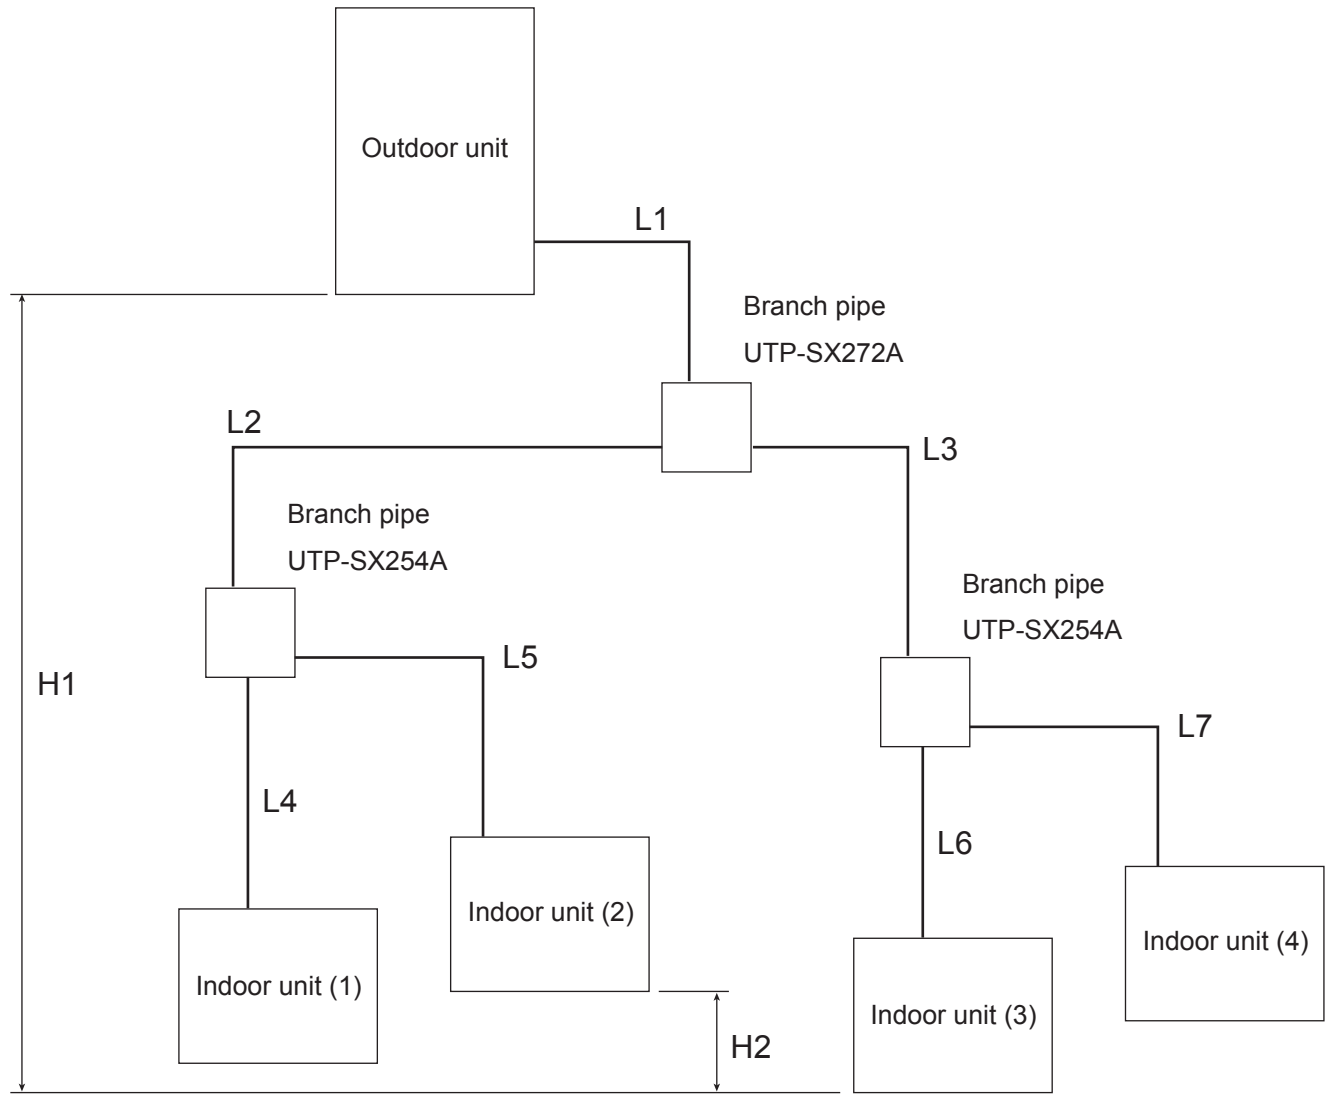 Outdoor unit
L1
Branch pipe
UTP-SX272A
L2
L3
Branch pipe
UTP-SX254A
Branch pipe
UTP-SX254A
L5
H1
L7
L4
L6
Indoor unit (2)
Indoor unit (4)
Indoor unit (1)
Indoor unit (3)
H2